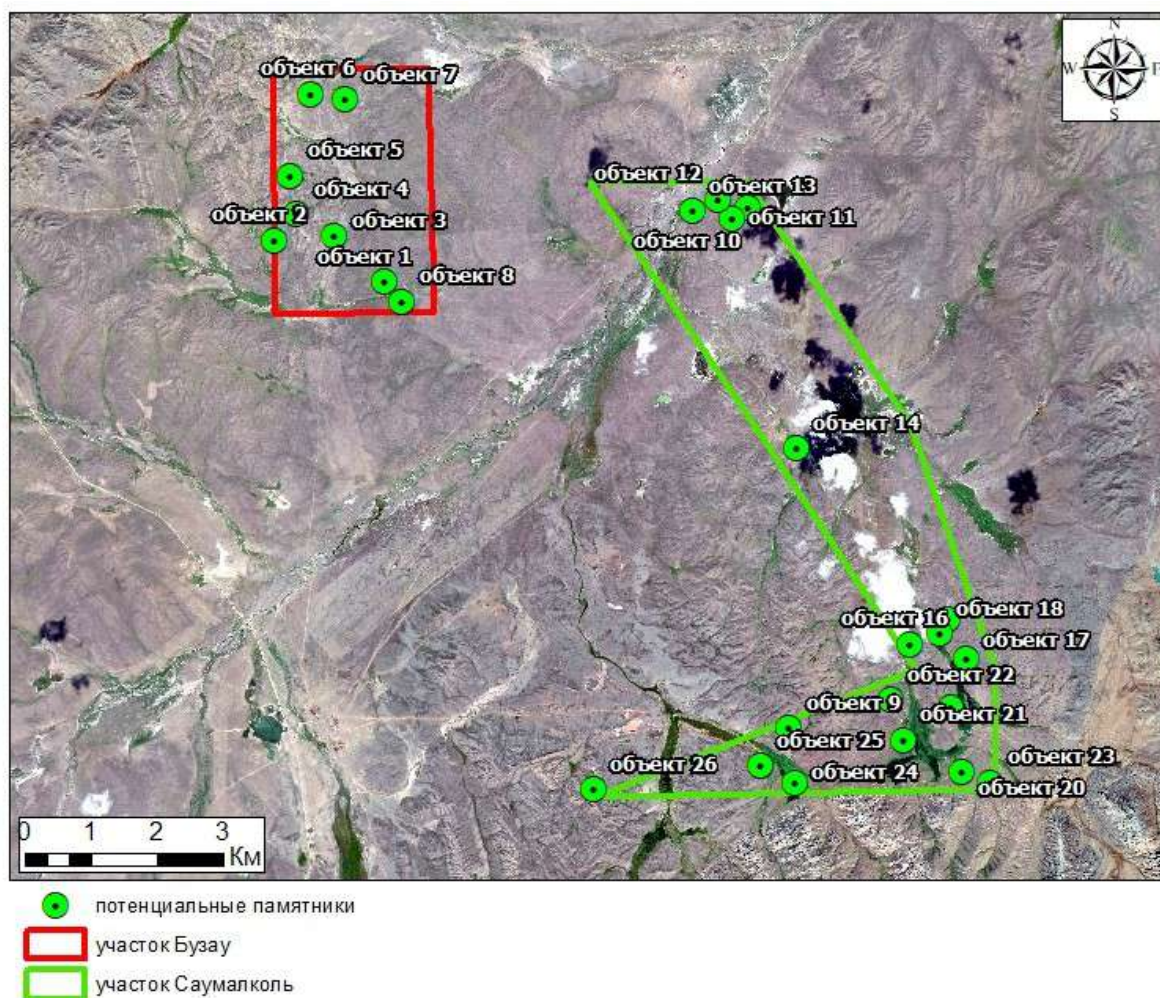 N
W E
S
объект 6
объект 7
объект 5
объект 4
объект 2
объект 3
объект 1
объект 8
объект 12
объект 13
объект 11
объект 10
объект 14
объект 18
объект 16
объект 17
объект 22
объект 9
объект 21
объект 25
объект 23
объект 26
объект 24
объект 20
0 1 2 3
Км
потенциальные памятники
участок Бузау
участок Саумалколь